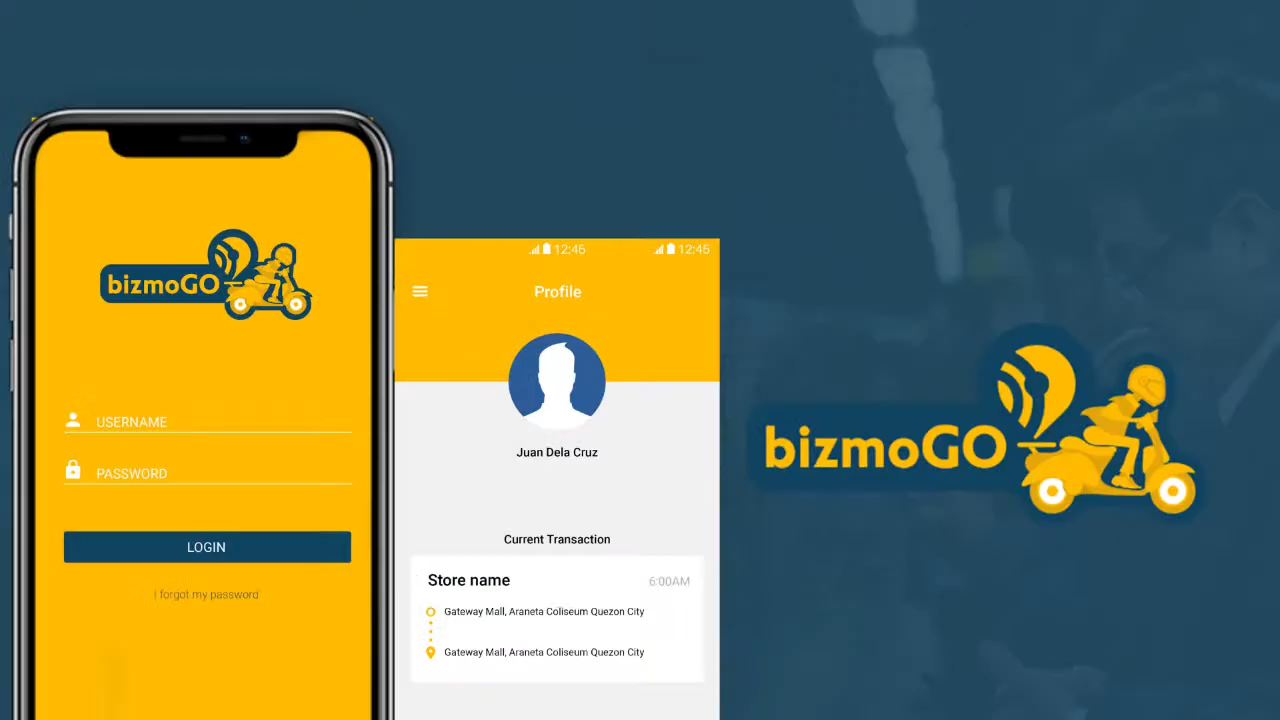 bizmoGO
USERNAME
PASSWORD
LOGIN
I forgot my password
12:45
12:45
Profile
Juan Dela Cruz
Current Transaction
Store name
6:00AM
Gateway Mall, Araneta Coliseum Quezon City
Gateway Mall, Araneta Coliseum Quezon City
bizmoGO